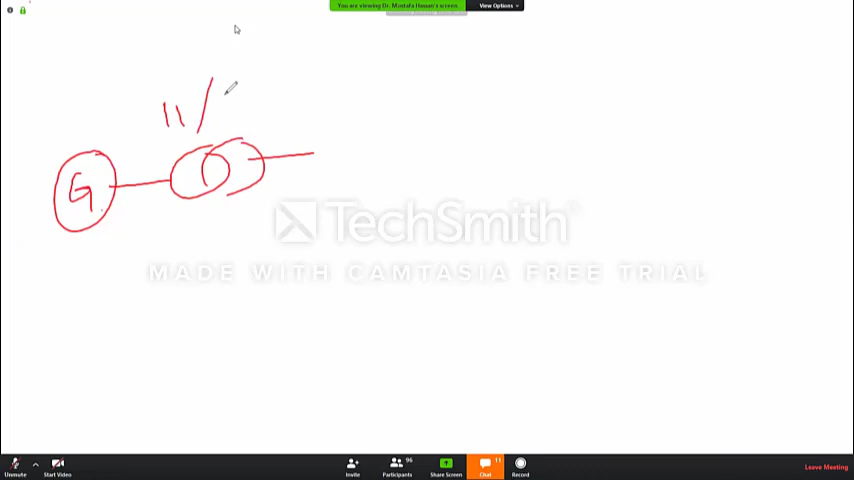 You are viewing Dr. Mostafa Hanan's screen
View Options
11 /
G
TechSmith
MADE WITH CAMTASIA FREE TRIAL
Unmute
Start Video
Invite
96
Participants
Share Screen
11
Chat
Record
Leave Meeting